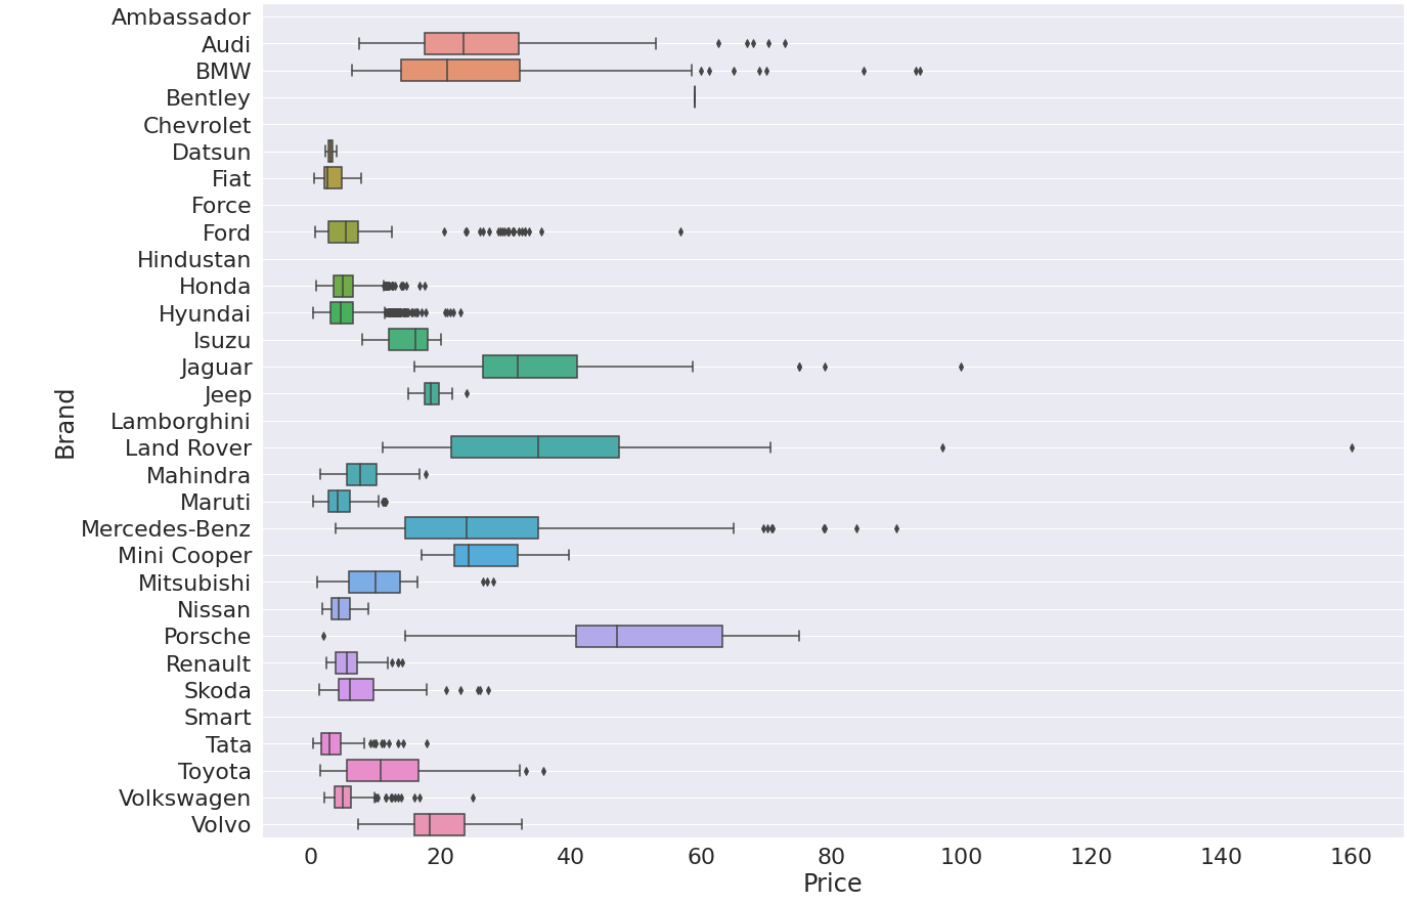 Ambassador
Audi
BMW
Bentley
Chevrolet
Datsun
Fiat
Force
Ford
Hindustan
Honda
Hyundai
Isuzu
Jaguar
Jeep
Lamborghini
Land Rover
Mahindra
Maruti
Mercedes-Benz
Mini Cooper
Mitsubishi
Nissan
Porsche
Renault
Skoda
Smart
Tata
Toyota
Volkswagen
Volvo
Brand
0 20 40 60 80 100 120 140 160
Price